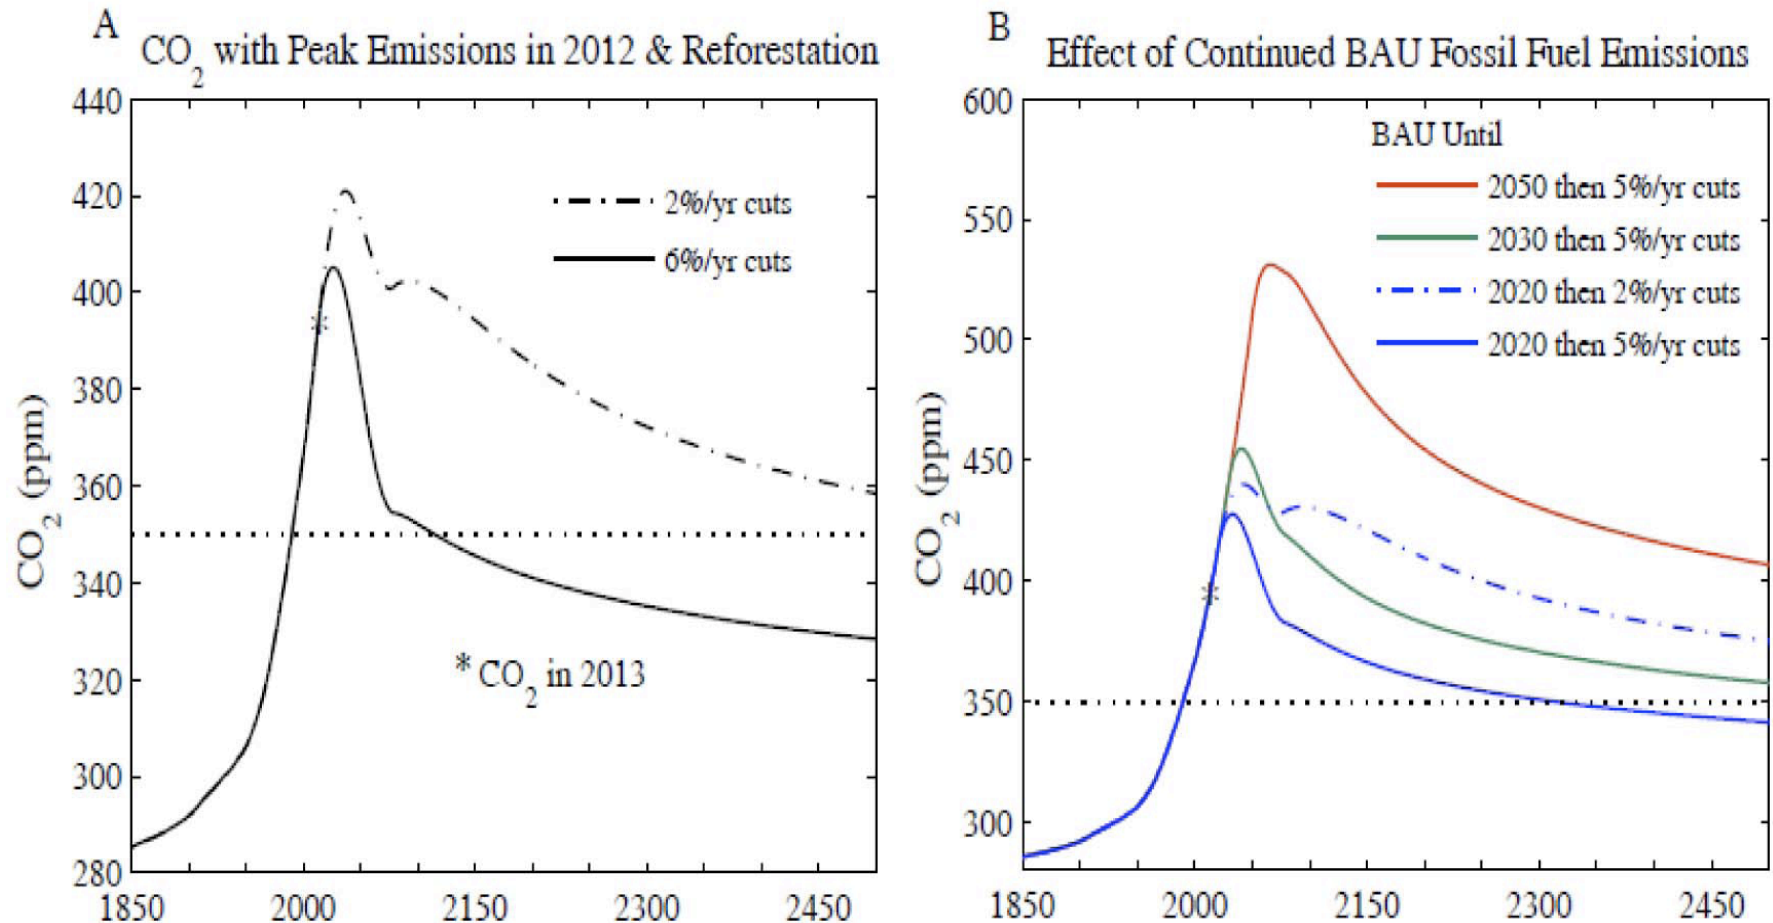 A
CO2 with Peak Emissions in 2012 & Reforestation
440
420
400
380
360
340
320
300
280
CO2 (ppm)
2%/yr cuts
6%/yr cuts
* CO2 in 2013
1850 2000 2150 2300 2450
B
Effect of Continued BAU Fossil Fuel Emissions
600
550
500
450
400
350
300
CO2 (ppm)
BAU Until
2050 then 5%/yr cuts
2030 then 5%/yr cuts
2020 then 2%/yr cuts
2020 then 5%/yr cuts
1850 2000 2150 2300 2450